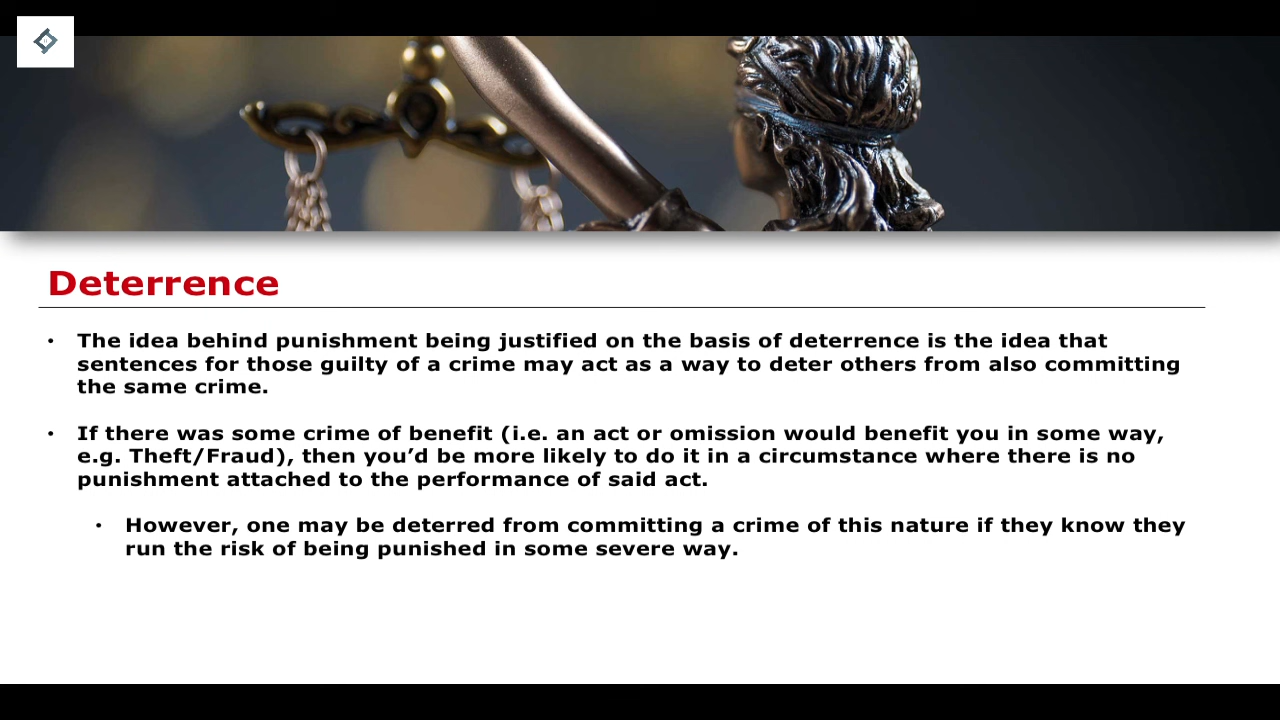 Deterrence
• The idea behind punishment being justified on the basis of deterrence is the idea that
sentences for those guilty of a crime may act as a way to deter others from also committing
the same crime.
• If there was some crime of benefit (i.e. an act or omission would benefit you in some way,
e.g. Theft/Fraud), then you’d be more likely to do it in a circumstance where there is no
punishment attached to the performance of said act.
• However, one may be deterred from committing a crime of this nature if they know they
run the risk of being punished in some severe way.